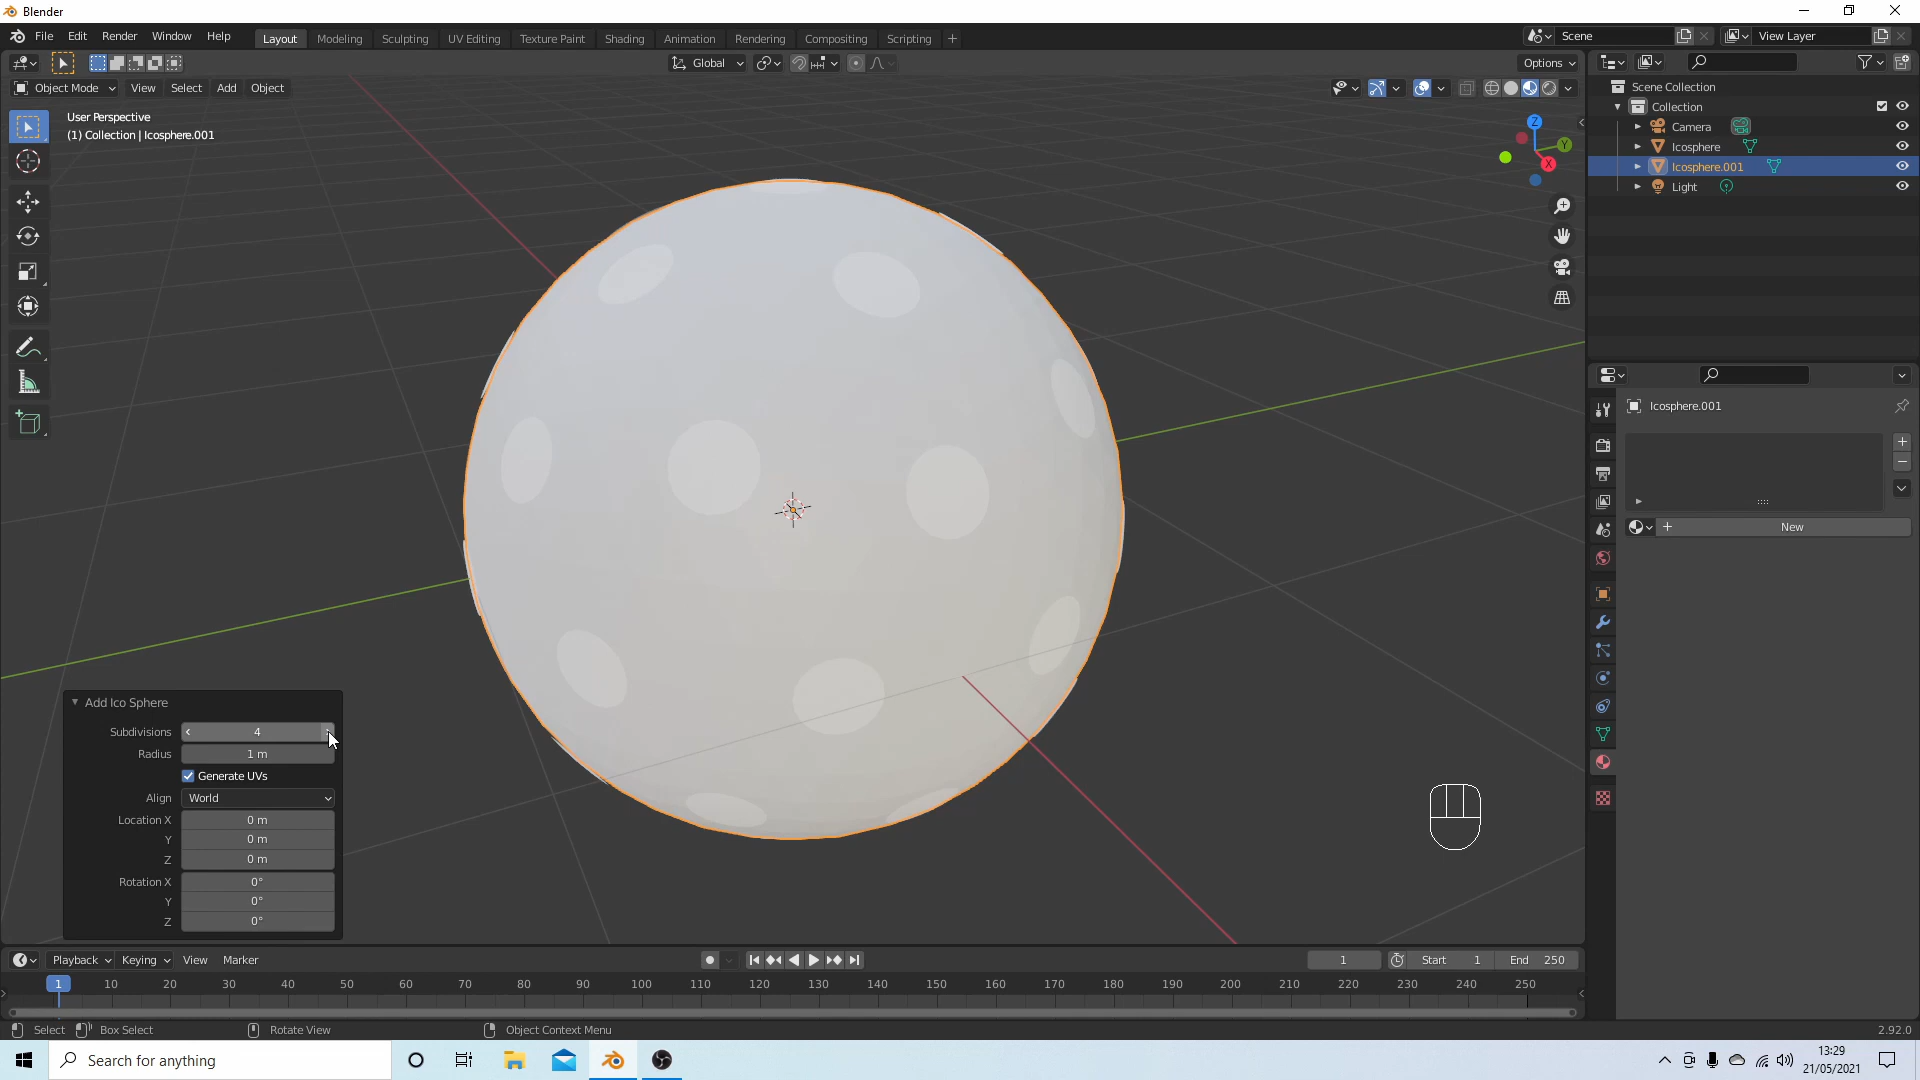 Blender
File Edit Render Window Help Layout Modeling Sculpting UV Editing Texture Paint Shading Animation Rendering Compositing Scripting + Scene View Layer
Global Options
Object Mode View Select Add Object
User Perspective
(1) Collection | Icosphere.001
Z
Y
X
Scene Collection
Collection
Camera
Icosphere
Icosphere.001
Light
Icosphere.001
New
Add Ico Sphere
Subdivisions 4
Radius 1 m
Generate UVs
Align World
Location X 0 m
Y 0 m
Z 0 m
Rotation X 0°
Y 0°
Z 0°
Playback Keying View Marker 1 Start 1 End 250
1 10 20 30 40 50 60 70 80 90 100 110 120 130 140 150 160 170 180 190 200 210 220 230 240 250
Select Box Select Rotate View Object Context Menu 2.92.0
Search for anything
13:29
21/05/2021